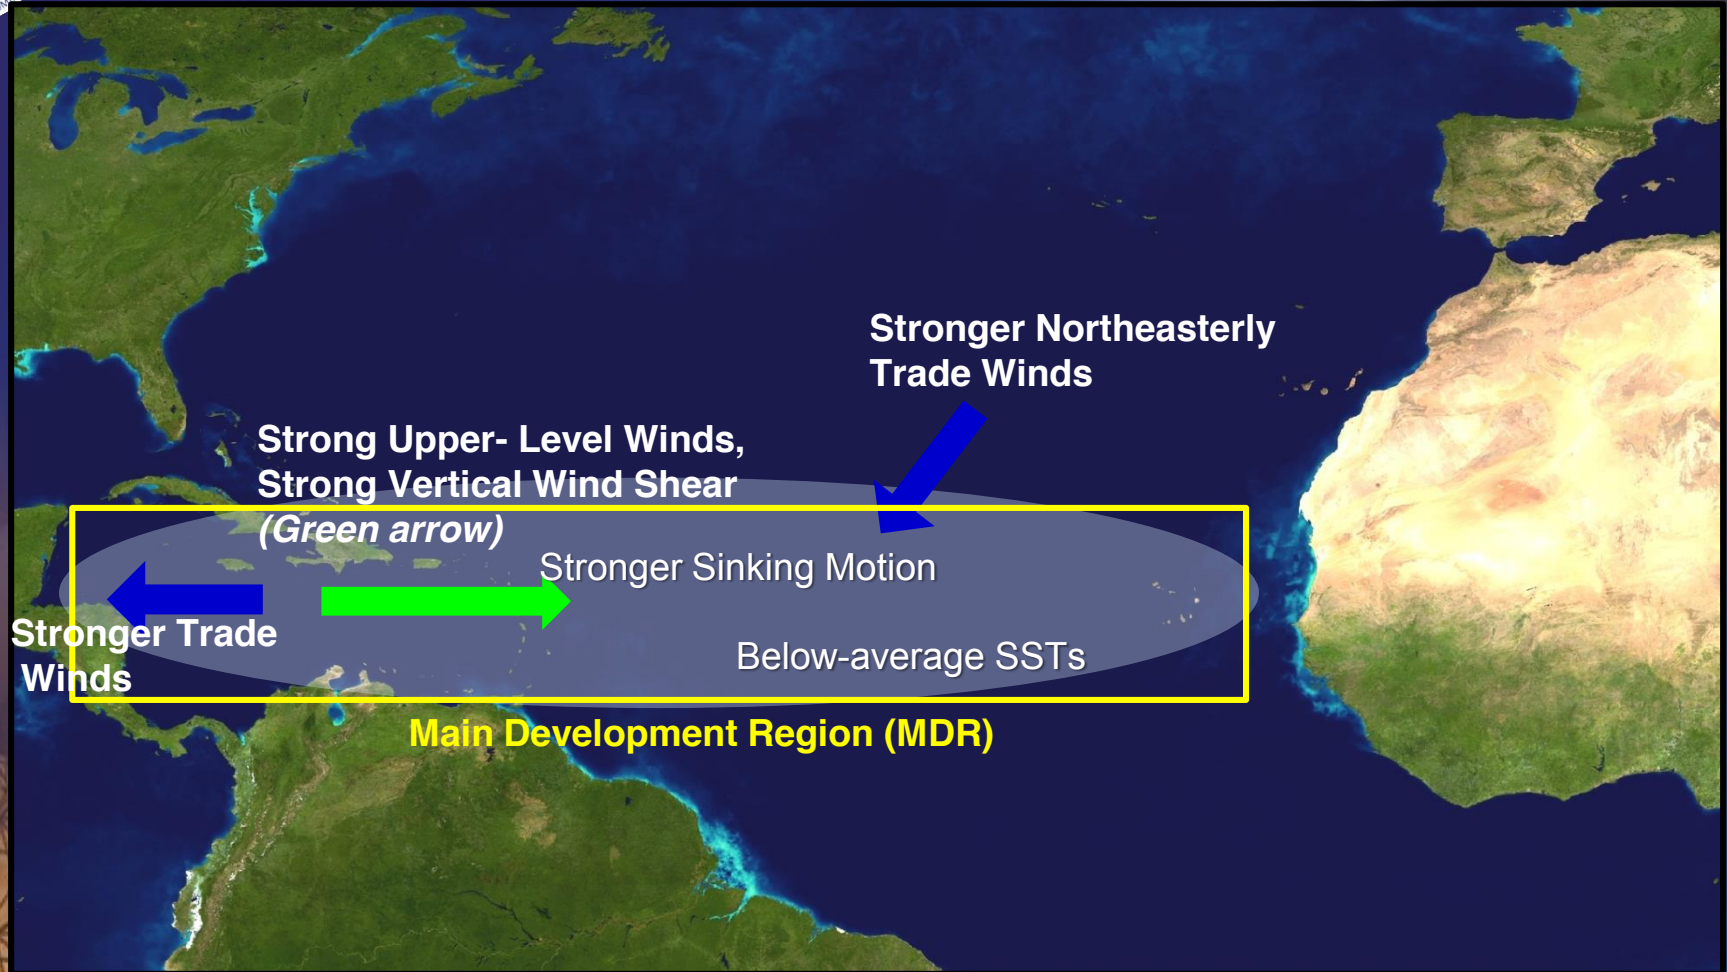 Stronger Northeasterly
Trade Winds
Strong Upper- Level Winds,
Strong Vertical Wind Shear
(Green arrow)
Stronger Sinking Motion
Stronger Trade
Winds
Below-average SSTs
Main Development Region (MDR)